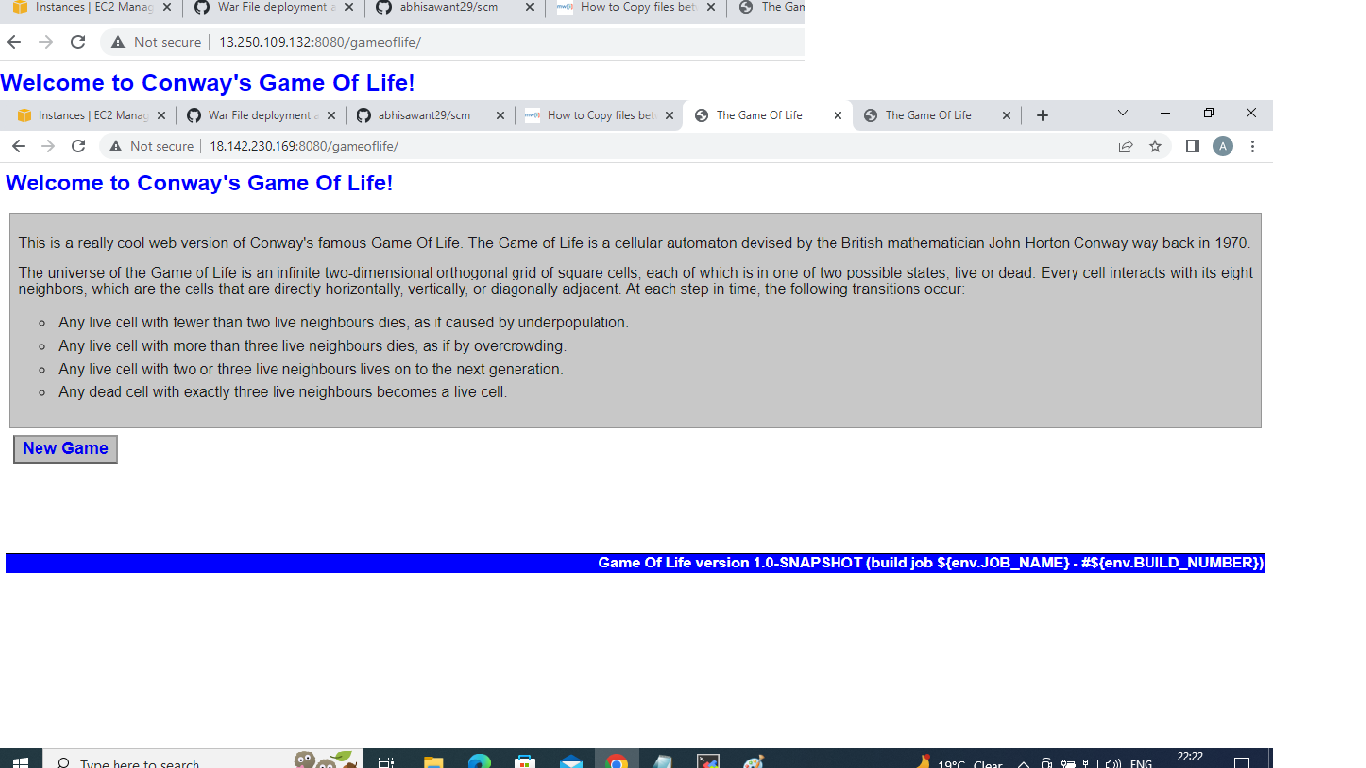 Instances | EC2 Manag War File deployment a abhisawant29/scm How to Copy files bet The Gam
Not secure 13.250.109.132:8080/gameoflife/
Welcome to Conway's Game Of Life!
Instances | EC2 Manag War File deployment a abhisawant29/scm How to Copy files bet The Game Of Life The Game Of Life
Not secure 18.142.230.169:8080/gameoflife/ A
Welcome to Conway's Game Of Life!
This is a really cool web version of Conway's famous Game Of Life. The Game of Life is a cellular automaton devised by the British mathematician John Horton Conway way back in 1970.
The universe of the Game of Life is an infinite two-dimensional orthogonal grid of square cells, each of which is in one of two possible states, live or dead. Every cell interacts with its eight
neighbors, which are the cells that are directly horizontally, vertically, or diagonally adjacent. At each step in time, the following transitions occur:
Any live cell with fewer than two live neighbours dies, as if caused by underpopulation.
Any live cell with more than three live neighbours dies, as if by overcrowding.
Any live cell with two or three live neighbours lives on to the next generation.
Any dead cell with exactly three live neighbours becomes a live cell.
New Game
Game Of Life version 1.0-SNAPSHOT (build job ${env.JOB_NAME} - #${env.BUILD_NUMBER})
Type here to search 19°C Clear ENG 22:22